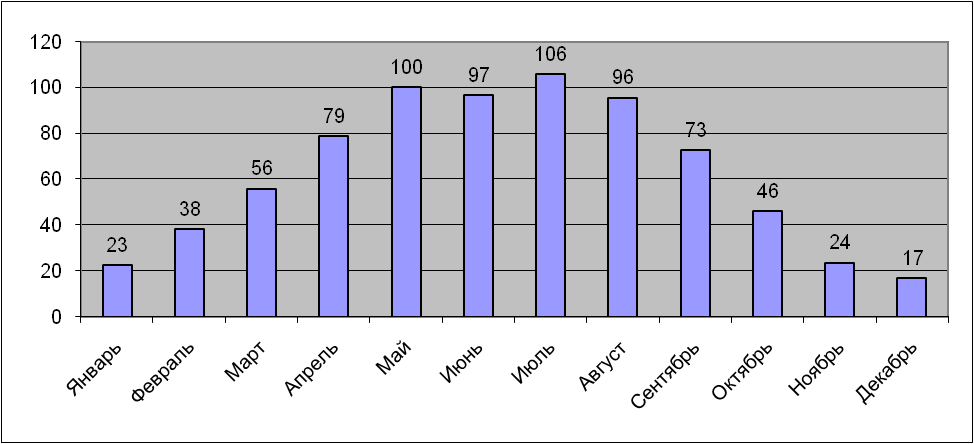 120
100
80
60
40
20
0
23
38
56
79
100
97
106
96
73
46
24
17
Январь
Февраль
Март
Апрель
Май
Июнь
Июль
Август
Сентябрь
Октябрь
Ноябрь
Декабрь